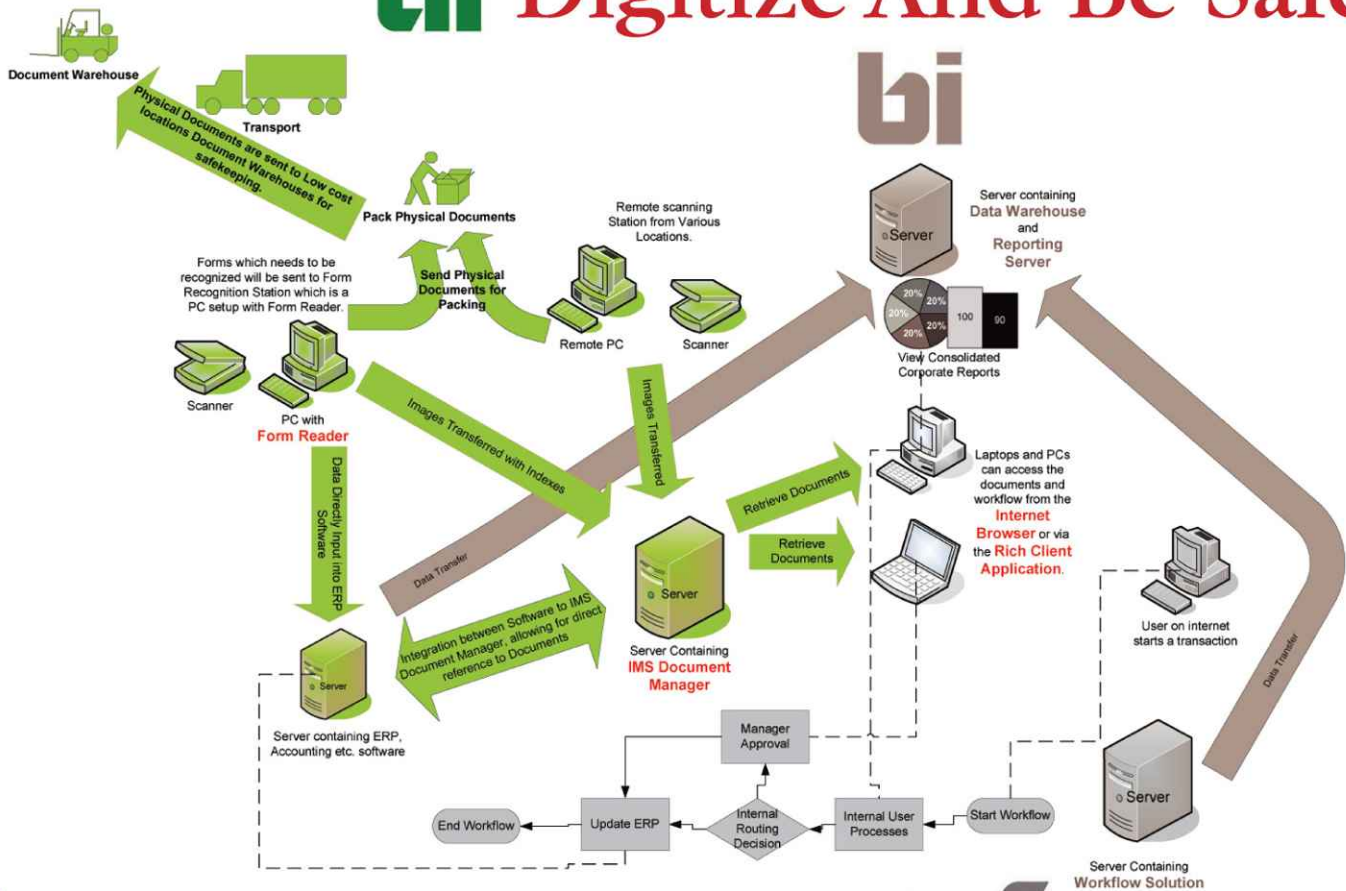 Digitize And Be Safe
bi
Document Warehouse
Transport
Physical Documents are sent to Low cost
locations Document Warehouses for
safekeeping.
Pack Physical Documents
Remote scanning
Station from Various
Locations.
Forms which needs to be
recognized will be sent to Form
Recognition Station which is a
PC setup with Form Reader.
Send Physical
Documents for
Packing
Scanner
PC with
Form Reader
Remote PC
Scanner
Server
Server containing
Data Warehouse
and
Reporting
Server
20%
20%
20%
20%
20%
100
90
View Consolidated
Corporate Reports
Images Transferred with Indexes
Images Transferred
Data Directly Input into ERP
Software
Retrieve Documents
Retrieve
Documents
Laptops and PCs
can access the
documents and
workflow from the
Internet
Browser or via
the Rich Client
Application.
Data Transfer
Server
Server Containing
IMS Document
Manager
Integration between Software to IMS
Document Manager, allowing for direct
reference to Documents
Server
Server containing ERP,
Accounting etc. software
User on internet
starts a transaction
Data Transfer
Manager
Approval
End Workflow
Update ERP
Internal
Routing
Decision
Internal User
Processes
Start Workflow
Server
Server Containing
Workflow Solution